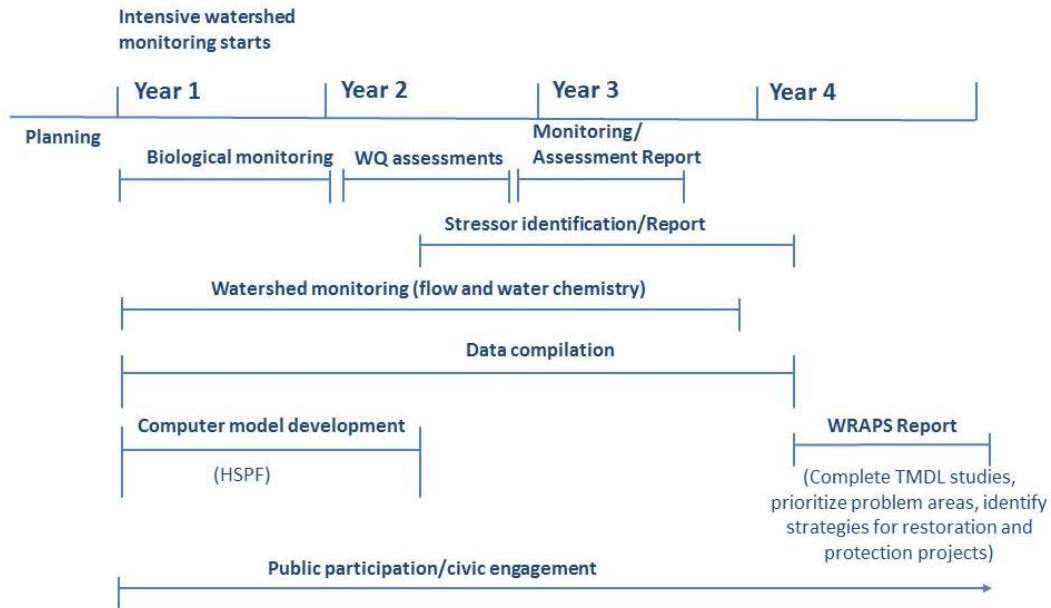 Intensive watershed
monitoring starts
Year 1
Year 2
Year 3
Year 4
Planning
Biological monitoring
WQ assessments
Monitoring/
Assessment Report
Stressor identification/Report
Watershed monitoring (flow and water chemistry)
Data compilation
Computer model development
(HSPF)
WRAPS Report
(Complete TMDL studies,
prioritize problem areas, identify
strategies for restoration and
protection projects)
Public participation/civic engagement